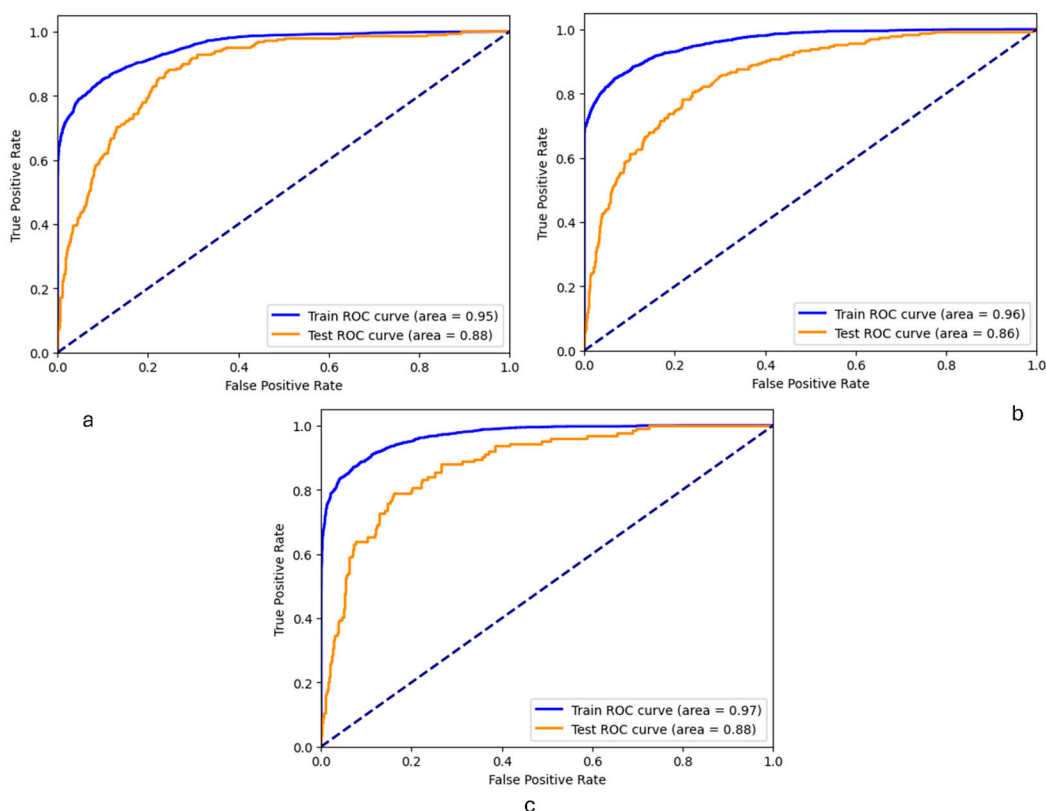 1.0
0.8
0.6
0.4
0.2
0.0
True Positive Rate
Train ROC curve (area = 0.95)
Test ROC curve (area = 0.88)
0.0 0.2 0.4 0.6 0.8 1.0
False Positive Rate
a
1.0
0.8
0.6
0.4
0.2
0.0
True Positive Rate
Train ROC curve (area = 0.96)
Test ROC curve (area = 0.86)
0.0 0.2 0.4 0.6 0.8 1.0
False Positive Rate
b
1.0
0.8
0.6
0.4
0.2
0.0
True Positive Rate
Train ROC curve (area = 0.97)
Test ROC curve (area = 0.88)
0.0 0.2 0.4 0.6 0.8 1.0
False Positive Rate
c